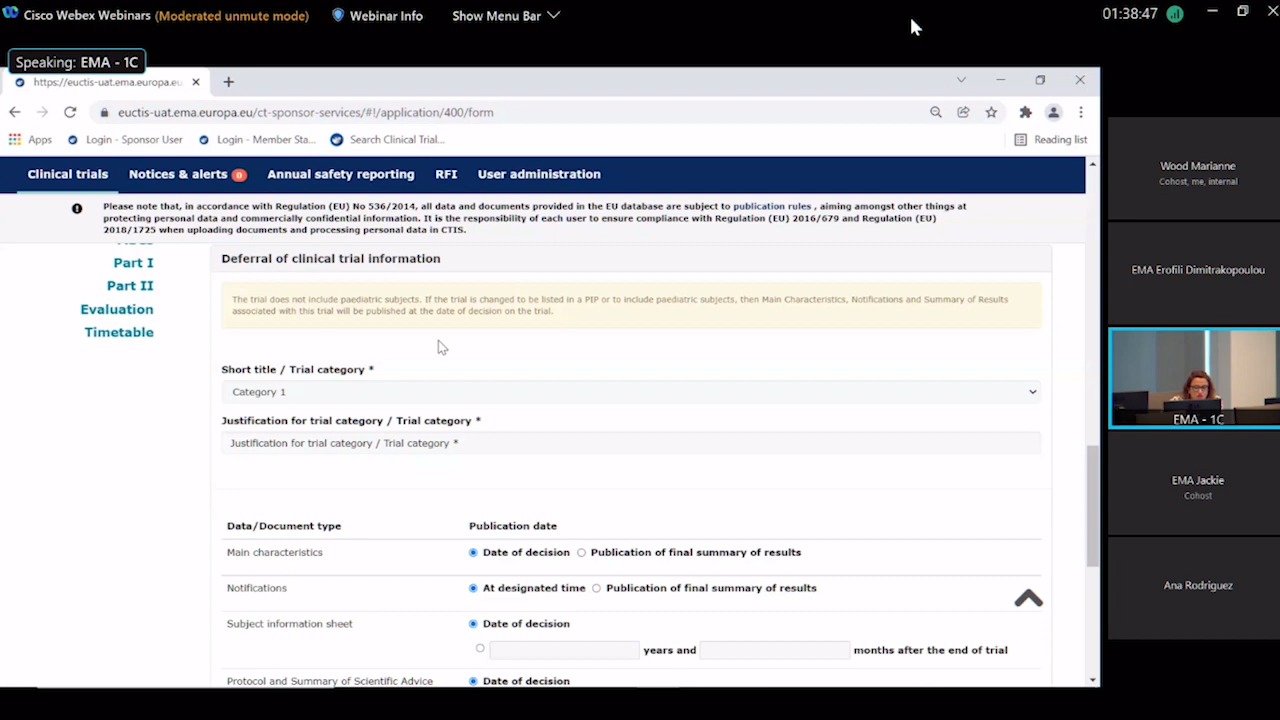 Cisco Webex Webinars (Moderated unmute mode) Webinar Info Show Menu Bar 01:38:47
Speaking: EMA - 1C
https://euctis-uat.ema.europa.eu
euctis-uat.ema.europa.eu/ct-sponsor-services/#!/application/400/form
Apps Login - Sponsor User Login - Member Sta... Search Clinical Trial... Reading list
Clinical trials Notices & alerts 0 Annual safety reporting RFI User administration
Please note that, in accordance with Regulation (EU) No 536/2014, all data and documents provided in the EU database are subject to publication rules , aiming amongst other things at
protecting personal data and commercially confidential information. It is the responsibility of each user to ensure compliance with Regulation (EU) 2016/679 and Regulation (EU)
2018/1725 when uploading documents and processing personal data in CTIS.
Part I
Part II
Evaluation
Timetable
Deferral of clinical trial information
The trial does not include paediatric subjects. If the trial is changed to be listed in a PIP or to include paediatric subjects, then Main Characteristics, Notifications and Summary of Results
associated with this trial will be published at the date of decision on the trial.
Short title / Trial category *
Category 1
Justification for trial category / Trial category *
Justification for trial category / Trial category *
Data/Document type Publication date
Main characteristics Date of decision Publication of final summary of results
Notifications At designated time Publication of final summary of results
Subject information sheet Date of decision
years and months after the end of trial
Protocol and Summary of Scientific Advice Date of decision
Wood Marianne
Cohost, me, internal
EMA Erofili Dimitrakopoulou
EMA - 1C
EMA Jackie
Cohost
Ana Rodriguez